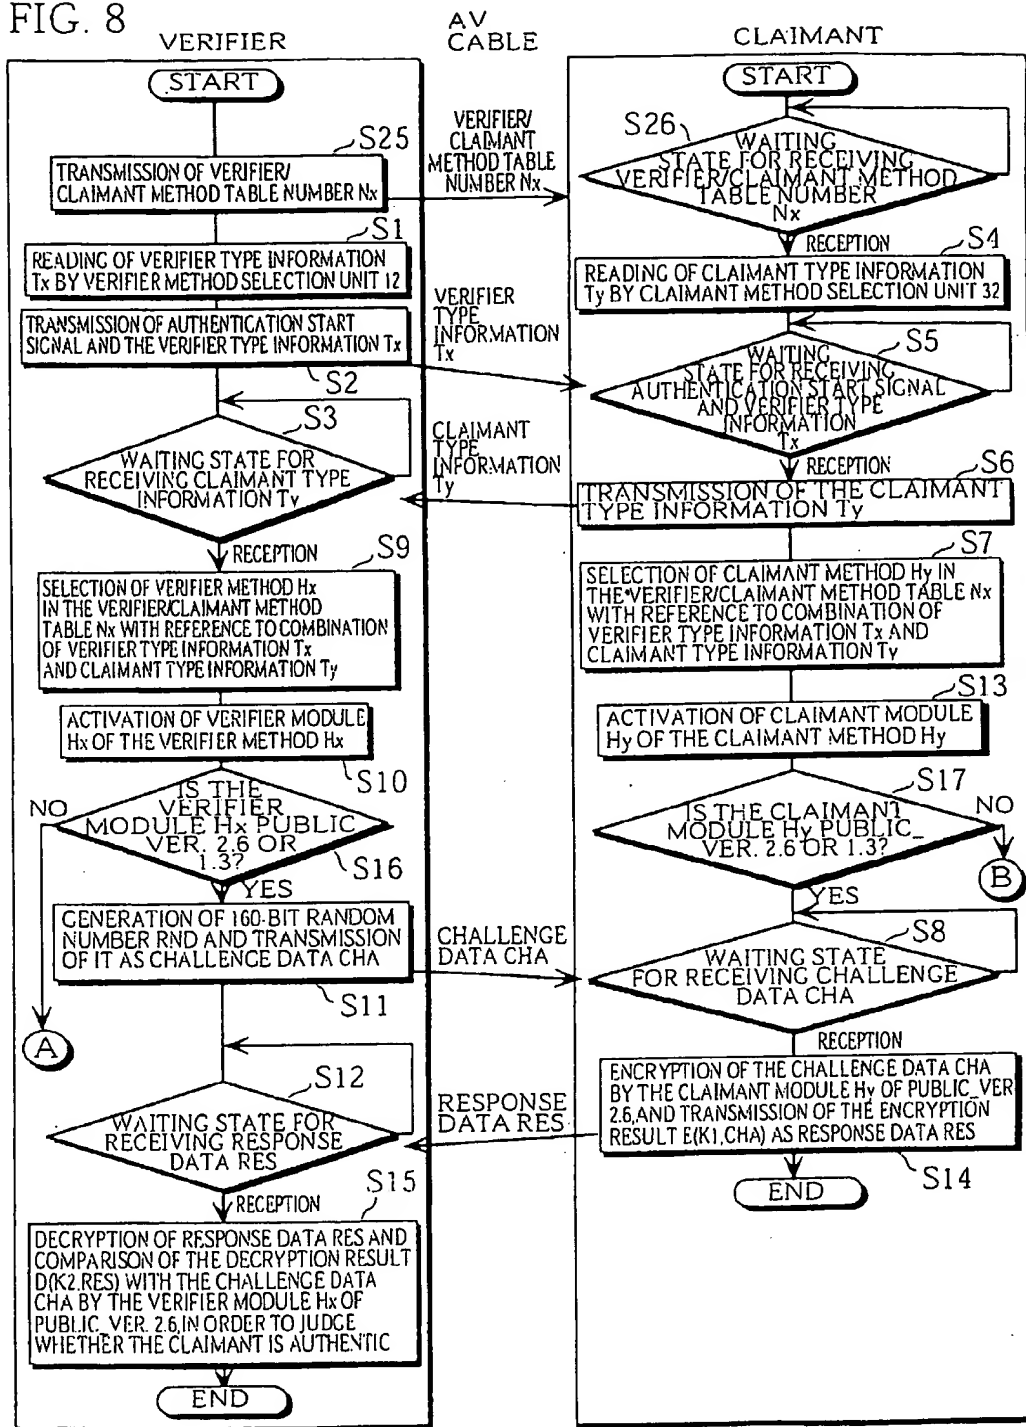 FIG. 8
VERIFIER
AV
CABLE
CLAIMANT
START
S25
TRANSMISSION OF VERIFIER/
CLAIMANT METHOD TABLE NUMBER Nx
S1
READING OF VERIFIER TYPE INFORMATION
Tx BY VERIFIER METHOD SELECTION UNIT 12
TRANSMISSION OF AUTHENTICATION START
SIGNAL AND THE VERIFIER TYPE INFORMATION Tx
S2
S3
WAITING STATE FOR
RECEIVING CLAIMANT TYPE
INFORMATION Ty
RECEPTION
S9
SELECTION OF VERIFIER METHOD Hx
IN THE VERIFIER/CLAIMANT METHOD
TABLE Nx WITH REFERENCE TO COMBINATION
OF VERIFIER TYPE INFORMATION Tx
AND CLAIMANT TYPE INFORMATION Ty
ACTIVATION OF VERIFIER MODULE
Hx OF THE VERIFIER METHOD Hx
S10
NO
IS THE
VERIFIER
MODULE Hx PUBLIC
VER. 2.6 OR
1.3?
S16
YES
GENERATION OF 160-BIT RANDOM
NUMBER RND AND TRANSMISSION
OF IT AS CHALLENGE DATA CHA
S11
A
S12
WAITING STATE FOR
RECEIVING RESPONSE
DATA RES
RECEPTION
S15
DECRYPTION OF RESPONSE DATA RES AND
COMPARISON OF THE DECRYPTION RESULT
D(K2.RES) WITH THE CHALLENGE DATA
CHA BY THE VERIFIER MODULE Hx OF
PUBLIC_VER. 2.6,IN ORDER TO JUDGE
WHETHER THE CLAIMANT IS AUTHENTIC
END
VERIFIER/
CLAIMANT
METHOD TABLE
NUMBER Nx
VERIFIER
TYPE
INFORMATION
Tx
CLAIMANT
TYPE
INFORMATION
Ty
CHALLENGE
DATA CHA
RESPONSE
DATA RES
START
S26
WAITING
STATE FOR RECEIVING
VERIFIER/CLAIMANT METHOD
TABLE NUMBER
Nx
RECEPTION
S4
READING OF CLAIMANT TYPE INFORMATION
Ty BY CLAIMANT METHOD SELECTION UNIT 32
S5
WAITING
STATE FOR RECEIVING
AUTHENTICATION START SIGNAL
AND VERIFIER TYPE
INFORMATION
Tx
RECEPTION
S6
TRANSMISSION OF THE CLAIMANT
TYPE INFORMATION Ty
S7
SELECTION OF CLAIMANT METHOD Hy IN
THE VERIFIER/CLAIMANT METHOD TABLE Nx
WITH REFERENCE TO COMBINATION OF
VERIFIER TYPE INFORMATION Tx AND
CLAIMANT TYPE INFORMATION Ty
S13
ACTIVATION OF CLAIMANT MODULE
Hy OF THE CLAIMANT METHOD Hy
S17
IS THE CLAIMANT
MODULE Hy PUBLIC_
VER. 2.6 OR 1.3?
NO
B
YES
S8
WAITING STATE
FOR RECEIVING CHALLENGE
DATA CHA
RECEPTION
ENCRYPTION OF THE CHALLENGE DATA CHA
BY THE CLAIMANT MODULE Hy OF PUBLIC_VER
2.6,AND TRANSMISSION OF THE ENCRYPTION
RESULT E(K1,CHA) AS RESPONSE DATA RES
S14
END